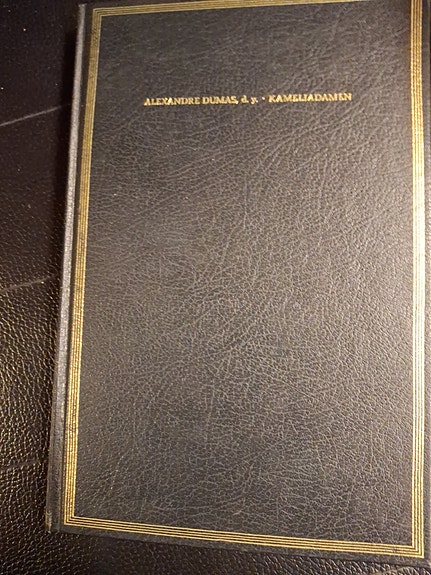 ALEXANDRE DUMAS, d. y. · KAMELIADAMEN